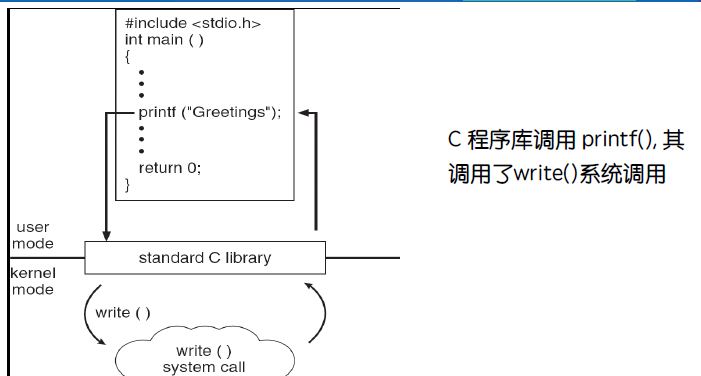 #include <stdio.h>
int main ( )
{
printf ("Greetings");
return 0;
}
C 程序库调用 printf(), 其
调用了write()系统调用
user
mode
standard C library
kernel
mode
write ( )
write ( )
system call